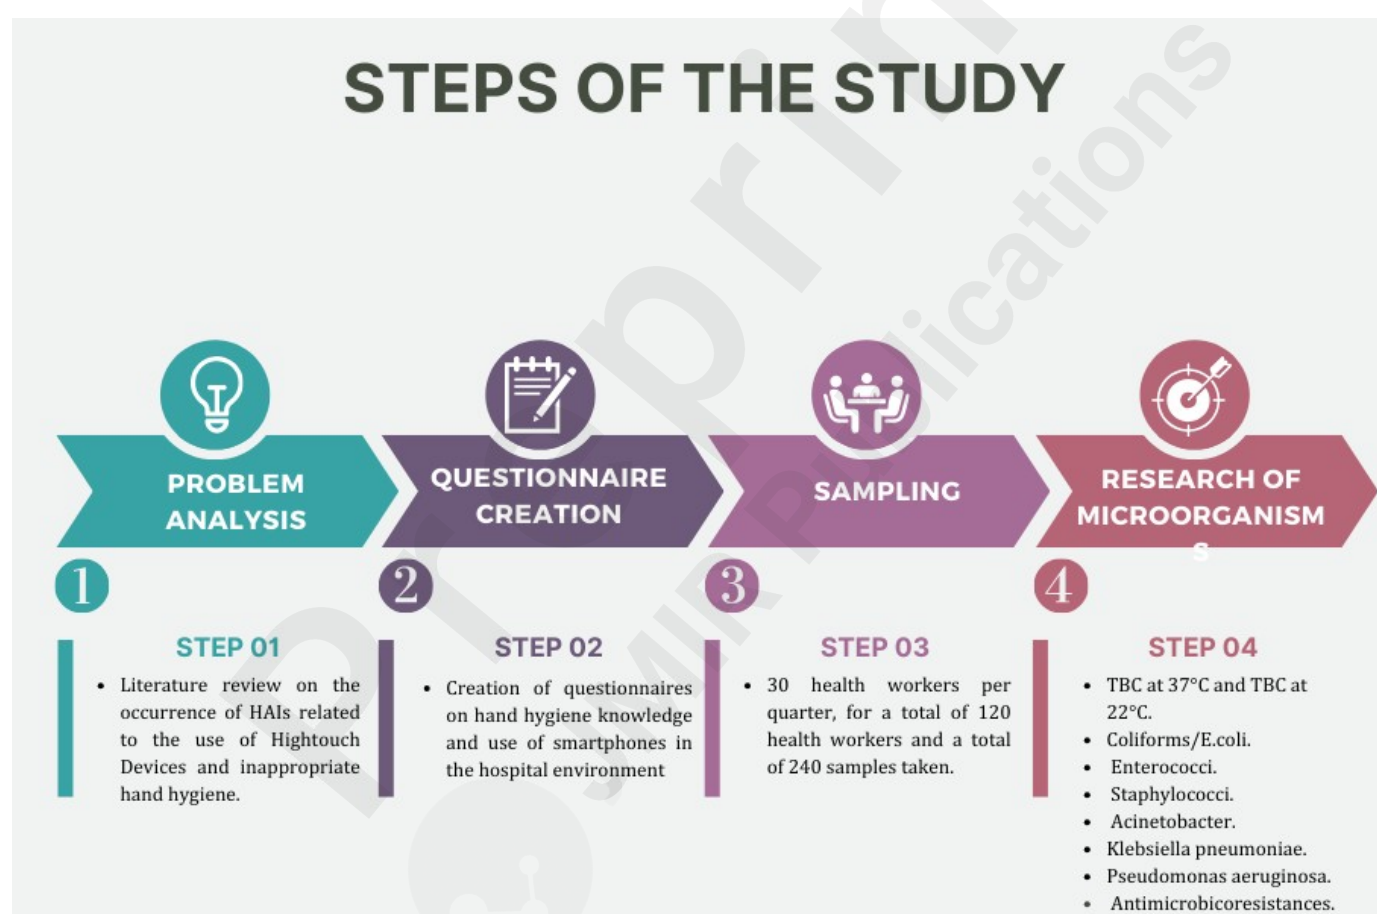 STEPS OF THE STUDY
PROBLEM
ANALYSIS
QUESTIONNAIRE
CREATION
SAMPLING
RESEARCH OF
MICROORGANISM
S
1
2
3
4
STEP 01
• Literature review on the
occurrence of HAIs related
to the use of Hightouch
Devices and inappropriate
hand hygiene.
STEP 02
• Creation of questionnaires
on hand hygiene knowledge
and use of smartphones in
the hospital environment
STEP 03
• 30 health workers per
quarter, for a total of 120
health workers and a total
of 240 samples taken.
STEP 04
• TBC at 37°C and TBC at
22°C.
• Coliforms/E.coli.
• Enterococci.
• Staphylococci.
• Acinetobacter.
• Klebsiella pneumoniae.
• Pseudomonas aeruginosa.
• Antimicrobicoresistances.
Preprin
JMIR Publications